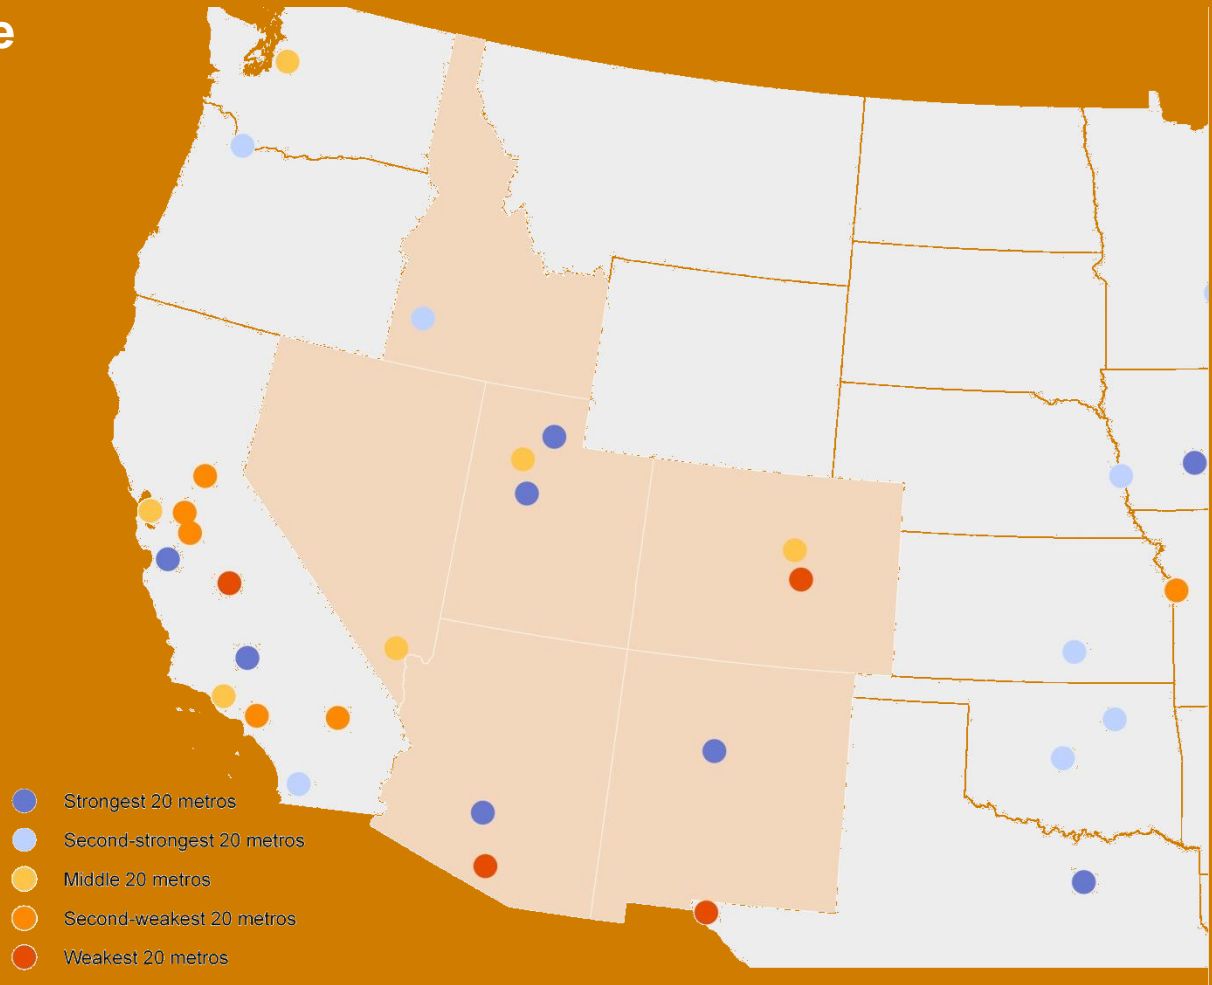 e
Strongest 20 metros
Second-strongest 20 metros
Middle 20 metros
Second-weakest 20 metros
Weakest 20 metros